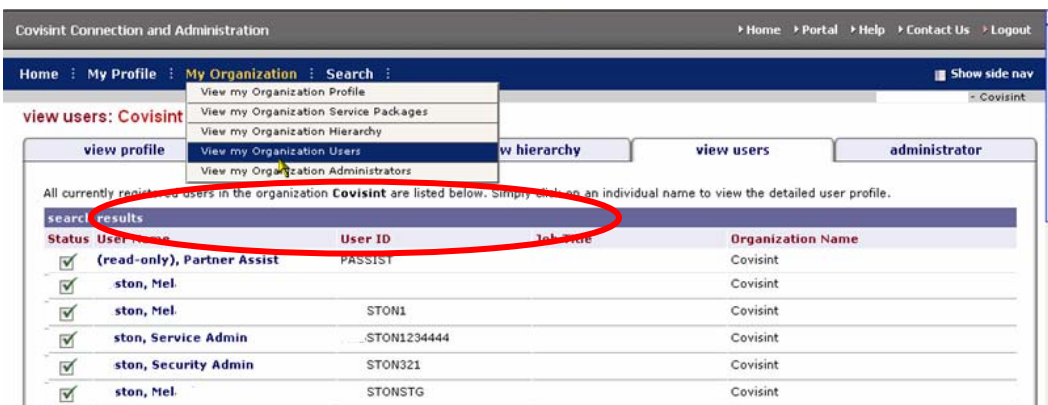 Covisint Connection and Administration Home Portal Help Contact Us Logout
Home My Profile My Organization Search Show side nav
- Covisint
View my Organization Profile
view users: Covisint
View my Organization Service Packages
View my Organization Hierarchy
view profile View my Organization Users hierarchy view users administrator
View my Organization Administrators
All currently registered users in the organization Covisint are listed below. Simply click on an individual name to view the detailed user profile.
search results
Status User Name User ID Job Title Organization Name
(read-only), Partner Assist PASSIST Covisint
ston, Mel Covisint
ston, Mel STON1 Covisint
ston, Service Admin STON1234444 Covisint
ston, Security Admin STON321 Covisint
ston, Mel STONSTG Covisint